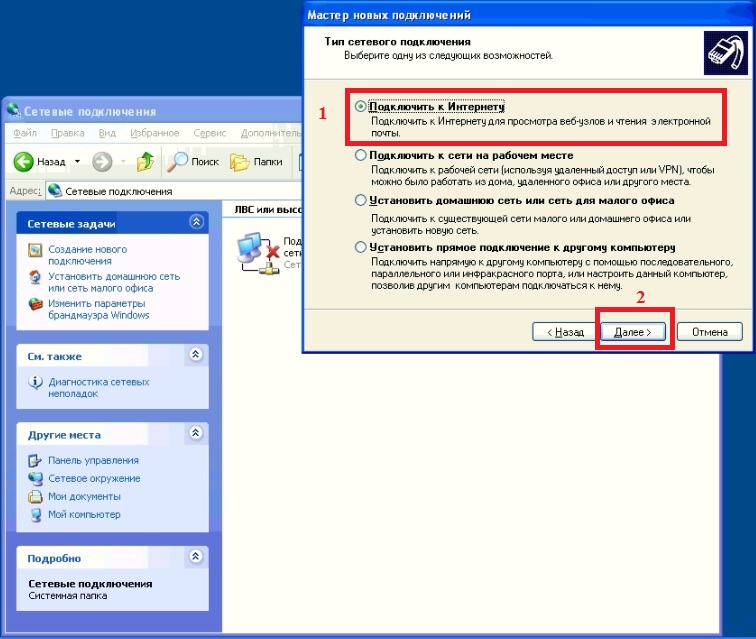 Мастер новых подключений
Тип сетевого подключения
Выберите одну из следующих возможностей.
1
Подключить к Интернету
Подключить к Интернету для просмотра веб-узлов и чтения электронной
почты.
Подключить к сети на рабочем месте
Подключить к рабочей сети (используя удаленный доступ или VPN), чтобы
можно было работать из дома, удаленного офиса или другого места.
Установить домашнюю сеть или сеть для малого офиса
Подключить к существующей сети малого или домашнего офиса или
установить новую сеть.
Установить прямое подключение к другому компьютеру
Подключить напрямую к другому компьютеру с помощью последовательного,
параллельного или инфракрасного порта, или настроить данный компьютер,
позволив другим компьютерам подключаться к нему.
2
< Назад
Далее >
Отмена
Сетевые подключения
Файл Правка Вид Избранное Сервис Дополнительно
Назад Поиск Папки
Адрес: Сетевые подключения
Сетевые задачи
Создание нового
подключения
Установить домашнюю сеть
или сеть малого офиса
Изменить параметры
брандмауэра Windows
См. также
Диагностика сетевых
неполадок
Другие места
Панель управления
Сетевое окружение
Мои документы
Мой компьютер
Подробно
Сетевые подключения
Системная папка
ЛВС или высо
Под
сети
Сет